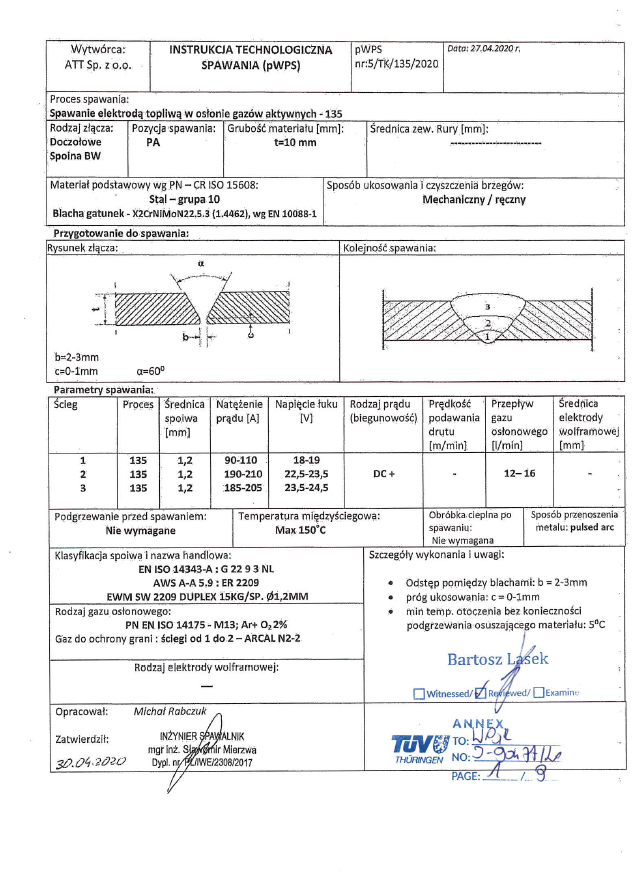 Wytwórca:
ATT Sp. z o.o.
INSTRUKCJA TECHNOLOGICZNA
SPAWANIA (pWPS)
pWPS
nr:5/TK/135/2020
Data: 27.04.2020 r.
Proces spawania:
Spawanie elektrodą topliwą w osłonie gazów aktywnych - 135
Rodzaj złącza:
Doczołowe
Spoina BW
Pozycja spawania:
PA
Grubość materiału [mm]:
t=10 mm
Średnica zew. Rury [mm]:
Materiał podstawowy wg PN – CR ISO 15608:
Stal – grupa 10
Blacha gatunek - X2CrNiMoN22.5.3 (1.4462), wg EN 10088-1
Sposób ukosowania i czyszczenia brzegów:
Mechaniczny / ręczny
Przygotowanie do spawania:
Rysunek złącza:
Kolejność spawania:
α
t
b
c
3
2
1
b=2-3mm
c=0-1mm α=60⁰
Parametry spawania:
Ścieg Proces Średnica spoiwa [mm] Natężenie prądu [A] Napięcie łuku [V] Rodzaj prądu (biegunowość) Prędkość podawania drutu [m/min] Przepływ gazu osłonowego [l/min] Średnica elektrody wolframowej [mm]
1 135 1,2 90-110 18-19
2 135 1,2 190-210 22,5-23,5 DC + - 12–16 -
3 135 1,2 185-205 23,5-24,5
Podgrzewanie przed spawaniem:
Nie wymagane
Temperatura międzyściegowa:
Max 150°C
Obróbka cieplna po
spawaniu:
Nie wymagana
Sposób przenoszenia
metalu: pulsed arc
Klasyfikacja spoiwa i nazwa handlowa:
EN ISO 14343-A : G 22 9 3 NL
AWS A-A 5.9 : ER 2209
EWM SW 2209 DUPLEX 15KG/SP. Ø1,2MM
Rodzaj gazu osłonowego:
PN EN ISO 14175 - M13; Ar+ O₂ 2%
Gaz do ochrony grani : ściegi od 1 do 2 – ARCAL N2-2
Rodzaj elektrody wolframowej:
—
Szczegóły wykonania i uwagi:
• Odstęp pomiędzy blachami: b = 2-3mm
• próg ukosowania: c = 0-1mm
• min temp. otoczenia bez konieczności
podgrzewania osuszającego materiału: 5⁰C
Bartosz Lasek
Witnessed/ Reviewed/ Examine
Opracował: Michał Rabczuk
Zatwierdził:
30.04.2020
INŻYNIER SPAWALNIK
mgr inż. Sławomir Mierzwa
Dypl. nr PL/IWE/2308/2017
TÜV
THÜRINGEN
ANNEX
TO:
NO:
PAGE: 1 / 9